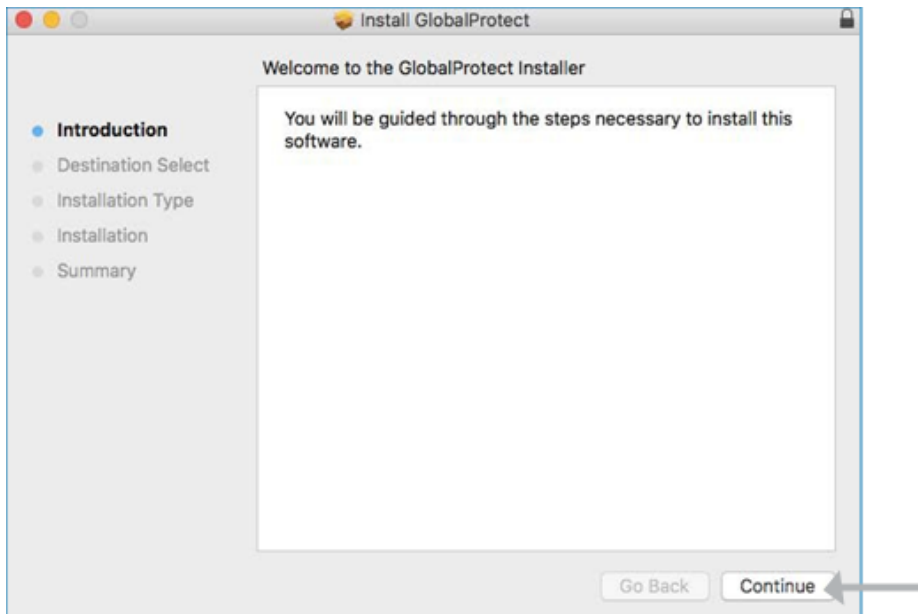 Install GlobalProtect
Welcome to the GlobalProtect Installer
Introduction
Destination Select
Installation Type
Installation
Summary
You will be guided through the steps necessary to install this
software.
Go Back
Continue